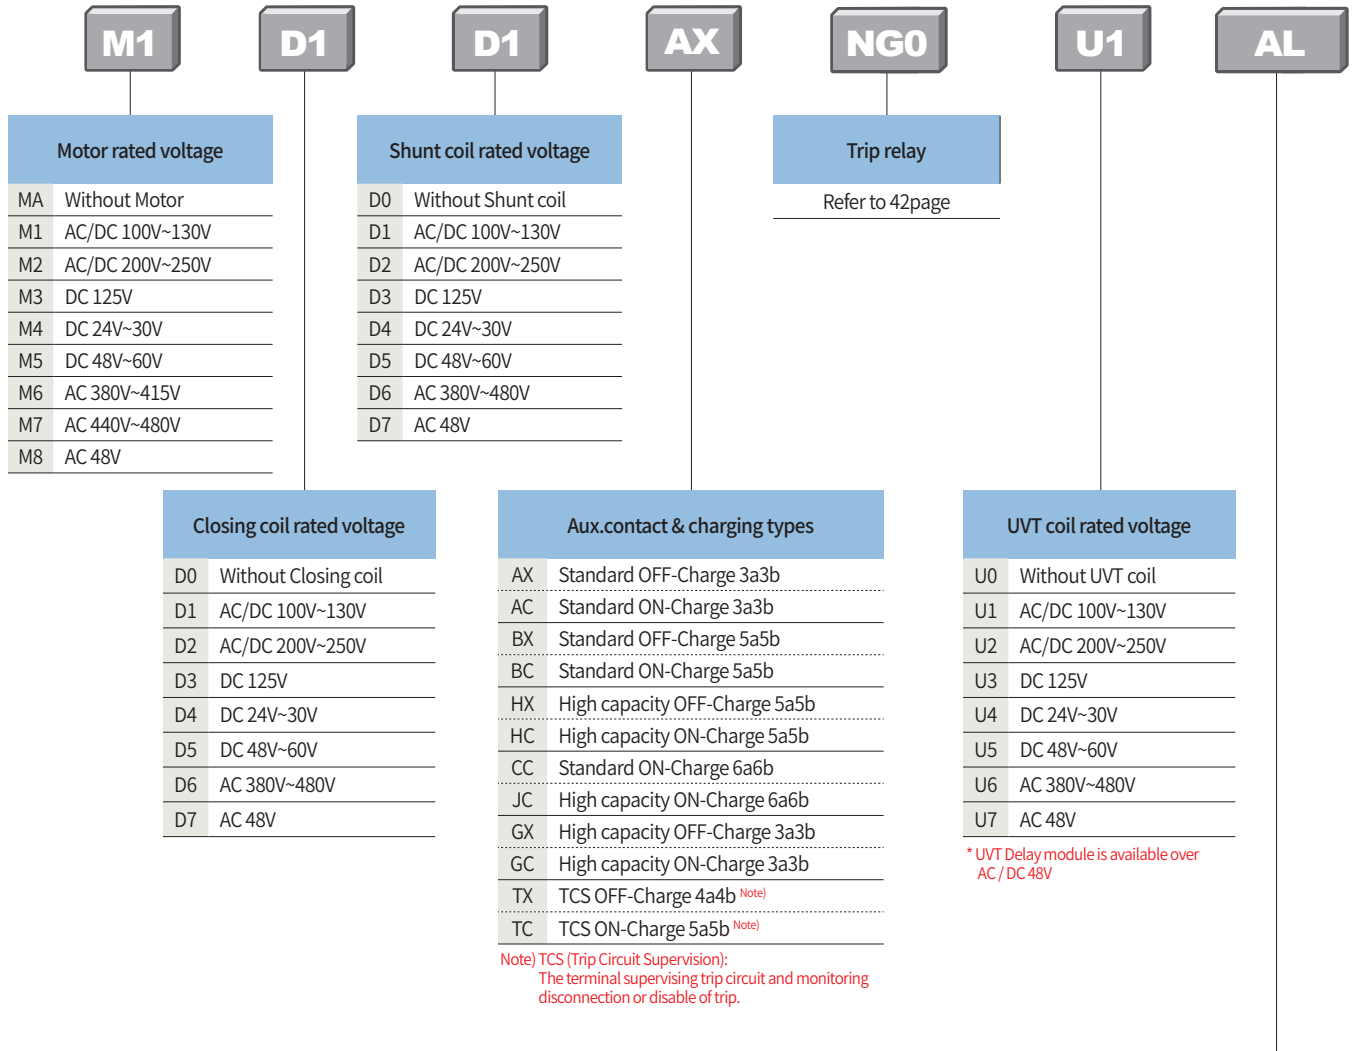 M1 D1 D1 AX NG0 U1 AL
Motor rated voltage
MA Without Motor
M1 AC/DC 100V~130V
M2 AC/DC 200V~250V
M3 DC 125V
M4 DC 24V~30V
M5 DC 48V~60V
M6 AC 380V~415V
M7 AC 440V~480V
M8 AC 48V
Shunt coil rated voltage
D0 Without Shunt coil
D1 AC/DC 100V~130V
D2 AC/DC 200V~250V
D3 DC 125V
D4 DC 24V~30V
D5 DC 48V~60V
D6 AC 380V~480V
D7 AC 48V
Trip relay
Refer to 42page
Closing coil rated voltage
D0 Without Closing coil
D1 AC/DC 100V~130V
D2 AC/DC 200V~250V
D3 DC 125V
D4 DC 24V~30V
D5 DC 48V~60V
D6 AC 380V~480V
D7 AC 48V
Aux.contact & charging types
AX Standard OFF-Charge 3a3b
AC Standard ON-Charge 3a3b
BX Standard OFF-Charge 5a5b
BC Standard ON-Charge 5a5b
HX High capacity OFF-Charge 5a5b
HC High capacity ON-Charge 5a5b
CC Standard ON-Charge 6a6b
JC High capacity ON-Charge 6a6b
GX High capacity OFF-Charge 3a3b
GC High capacity ON-Charge 3a3b
TX TCS OFF-Charge 4a4b Note)
TC TCS ON-Charge 5a5b Note)
Note) TCS (Trip Circuit Supervision):
The terminal supervising trip circuit and monitoring
disconnection or disable of trip.
UVT coil rated voltage
U0 Without UVT coil
U1 AC/DC 100V~130V
U2 AC/DC 200V~250V
U3 DC 125V
U4 DC 24V~30V
U5 DC 48V~60V
U6 AC 380V~480V
U7 AC 48V
* UVT Delay module is available over
AC / DC 48V